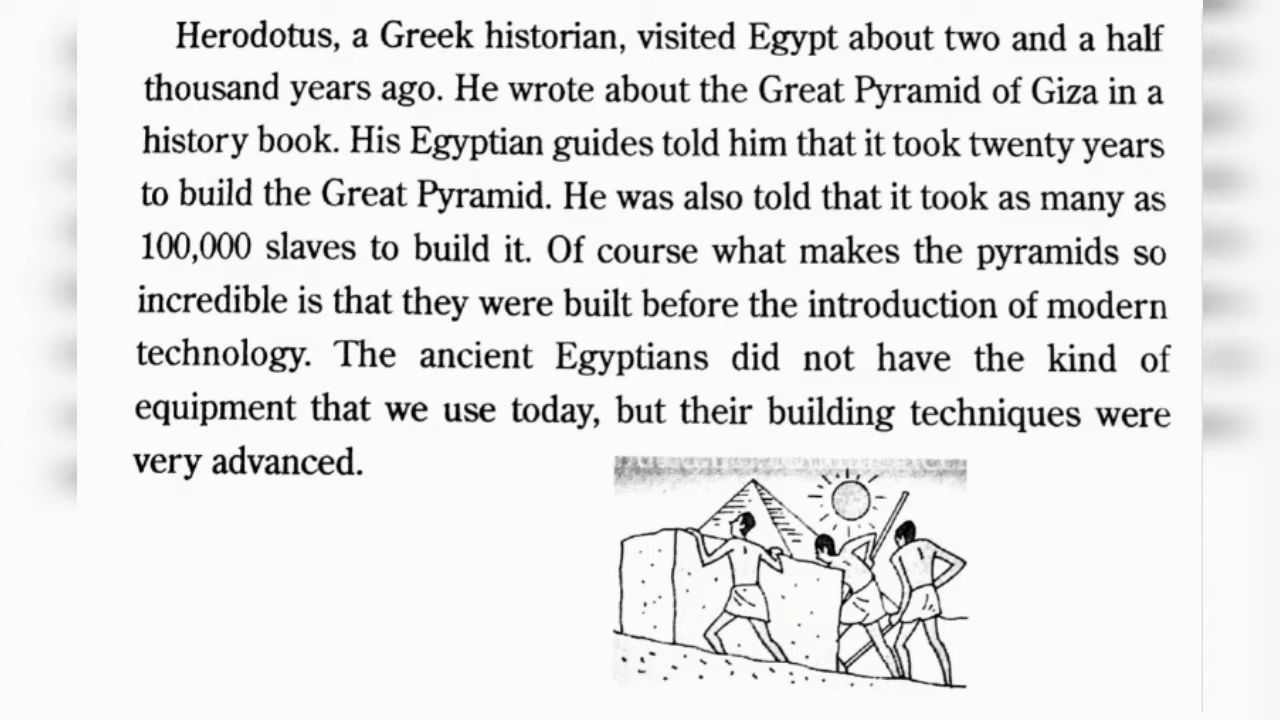 Herodotus, a Greek historian, visited Egypt about two and a half
thousand years ago. He wrote about the Great Pyramid of Giza in a
history book. His Egyptian guides told him that it took twenty years
to build the Great Pyramid. He was also told that it took as many as
100,000 slaves to build it. Of course what makes the pyramids so
incredible is that they were built before the introduction of modern
technology. The ancient Egyptians did not have the kind of
equipment that we use today, but their building techniques were
very advanced.